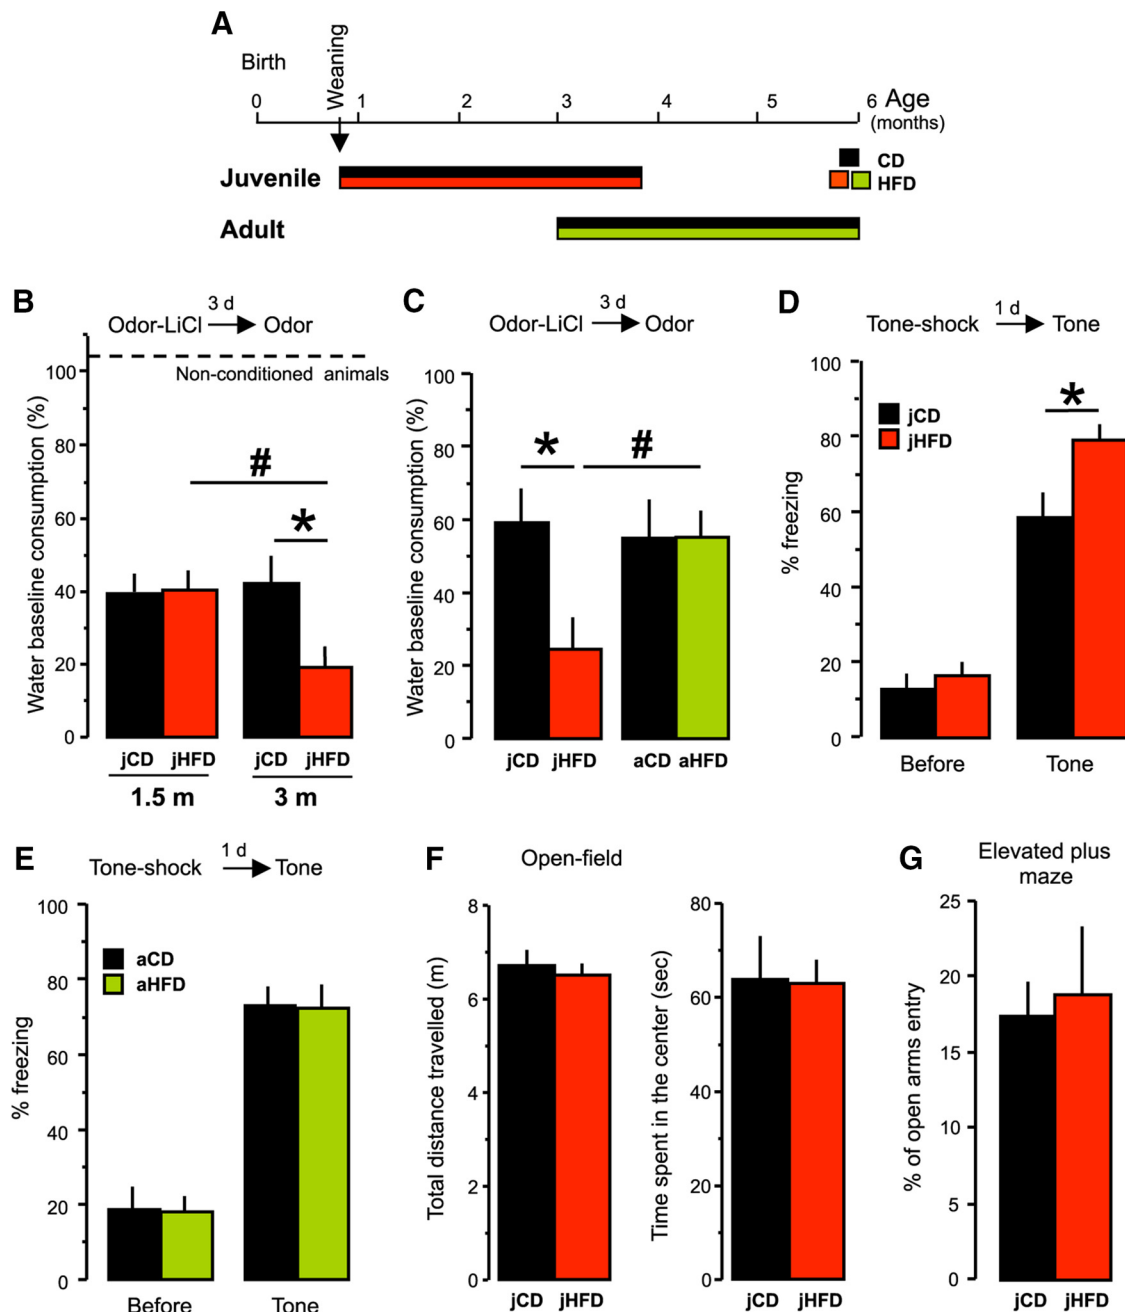 A
Birth
Weaning
0 1 2 3 4 5 6 Age
(months)
Juvenile
CD
HFD
Adult
B
3 d
Odor-LiCl Odor
Non-conditioned animals
Water baseline consumption (%)
100
80
60
40
20
0
#
*
jCD jHFD jCD jHFD
1.5 m 3 m
C
3 d
Odor-LiCl Odor
Water baseline consumption (%)
100
80
60
40
20
0
* #
jCD jHFD aCD aHFD
D
1 d
Tone-shock Tone
% freezing
100
80
60
40
20
0
jCD
jHFD
*
Before Tone
E
1 d
Tone-shock Tone
% freezing
100
80
60
40
20
0
aCD
aHFD
Before Tone
F
Open-field
Total distance travelled (m)
8
6
4
2
0
jCD jHFD
Time spent in the center (sec)
80
60
40
20
0
jCD jHFD
G
Elevated plus
maze
% of open arms entry
25
20
15
10
5
0
jCD jHFD